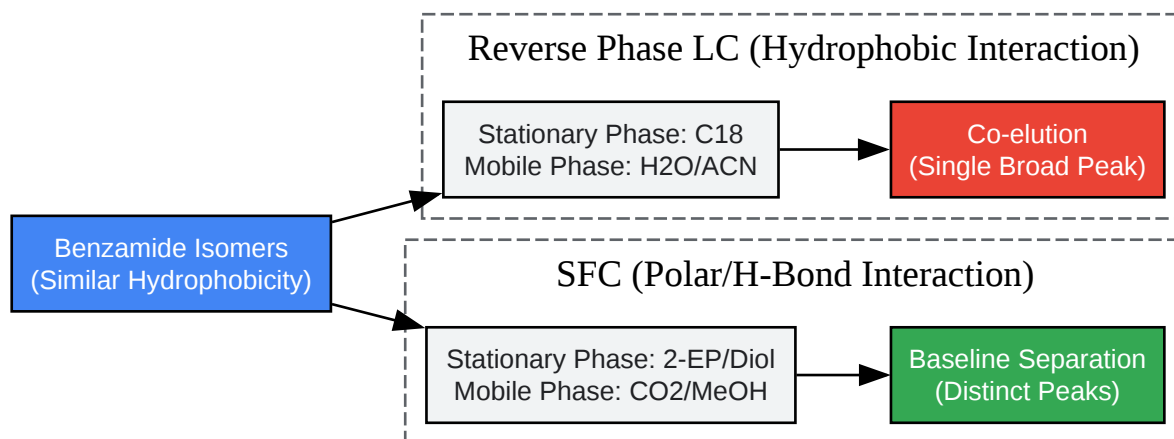 Reverse Phase LC (Hydrophobic Interaction)
Stationary Phase: C18
Mobile Phase: H2O/ACN
Co-elution
(Single Broad Peak)
Benzamide Isomers
(Similar Hydrophobicity)
SFC (Polar/H-Bond Interaction)
Stationary Phase: 2-EP/Diol
Mobile Phase: CO2/MeOH
Baseline Separation
(Distinct Peaks)